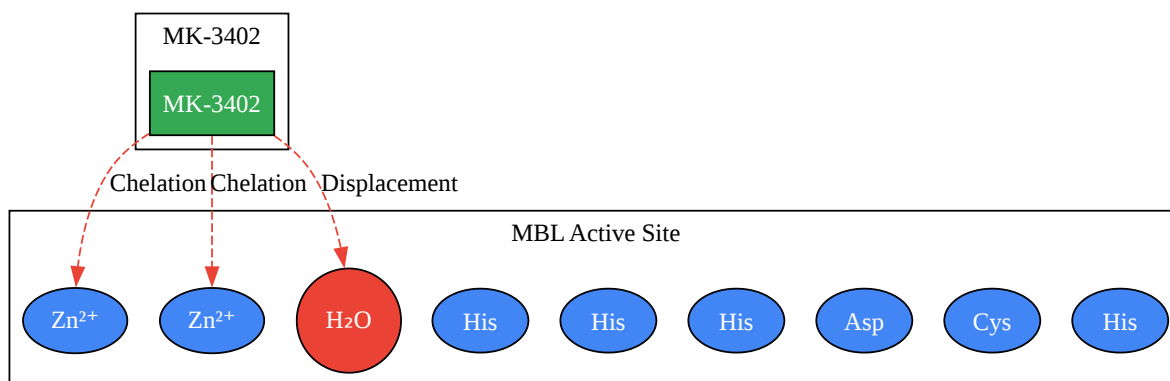 MK-3402
MK-3402
Chelation
Chelation
Displacement
MBL Active Site
Zn²⁺
Zn²⁺
H₂O
His
His
His
Asp
Cys
His